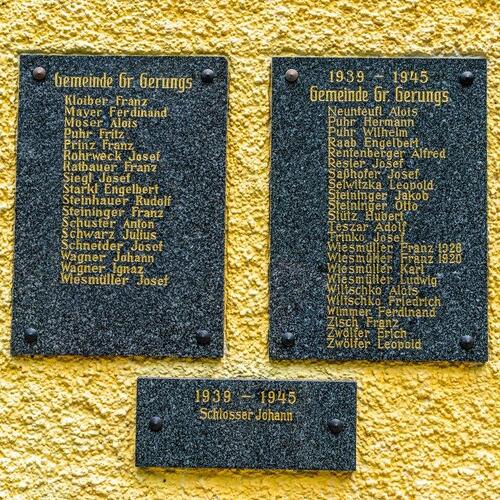 Gemeinde Gr. Gerungs
Kloiber Franz
Mayer Ferdinand
Moser Alois
Puhr Fritz
Prinz Franz
Rohrweck Josef
Ratbauer Franz
Siegl Josef
Starkl Engelbert
Steinhauer Rudolf
Steininger Franz
Schuster Anton
Schwarz Julius
Schneider Josef
Wagner Johann
Wagner Ignaz
Wiesmüller Josef
1939 - 1945
Gemeinde Gr. Gerungs
Neunteufl Alois
Puhr Hermann
Puhr Wilhelm
Raab Engelbert
Rentenberger Alfred
Resler Josef
Saßhofer Josef
Selwitzka Leopold
Steininger Jakob
Steininger Otto
Stütz Hubert
Teszar Adolf
Trinko Josef
Wiesmüller Franz 1926
Wiesmüller Franz 1920
Wiesmüller Karl
Wiesmüller Ludwig
Wiltschko Alois
Wiltschko Friedrich
Wimmer Ferdinand
Zisch Franz
Zwölfer Erich
Zwölfer Leopold
1939 - 1945
Schlosser Johann